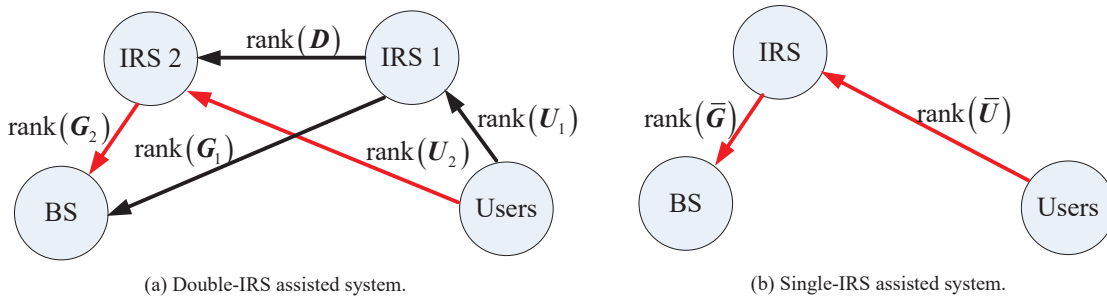 IRS 2
rank(D)
IRS 1
rank(G₂)
rank(G₁)
rank(U₂)
rank(U₁)
BS
Users
(a) Double-IRS assisted system.
IRS
rank(Ḡ)
rank(Ū)
BS
Users
(b) Single-IRS assisted system.